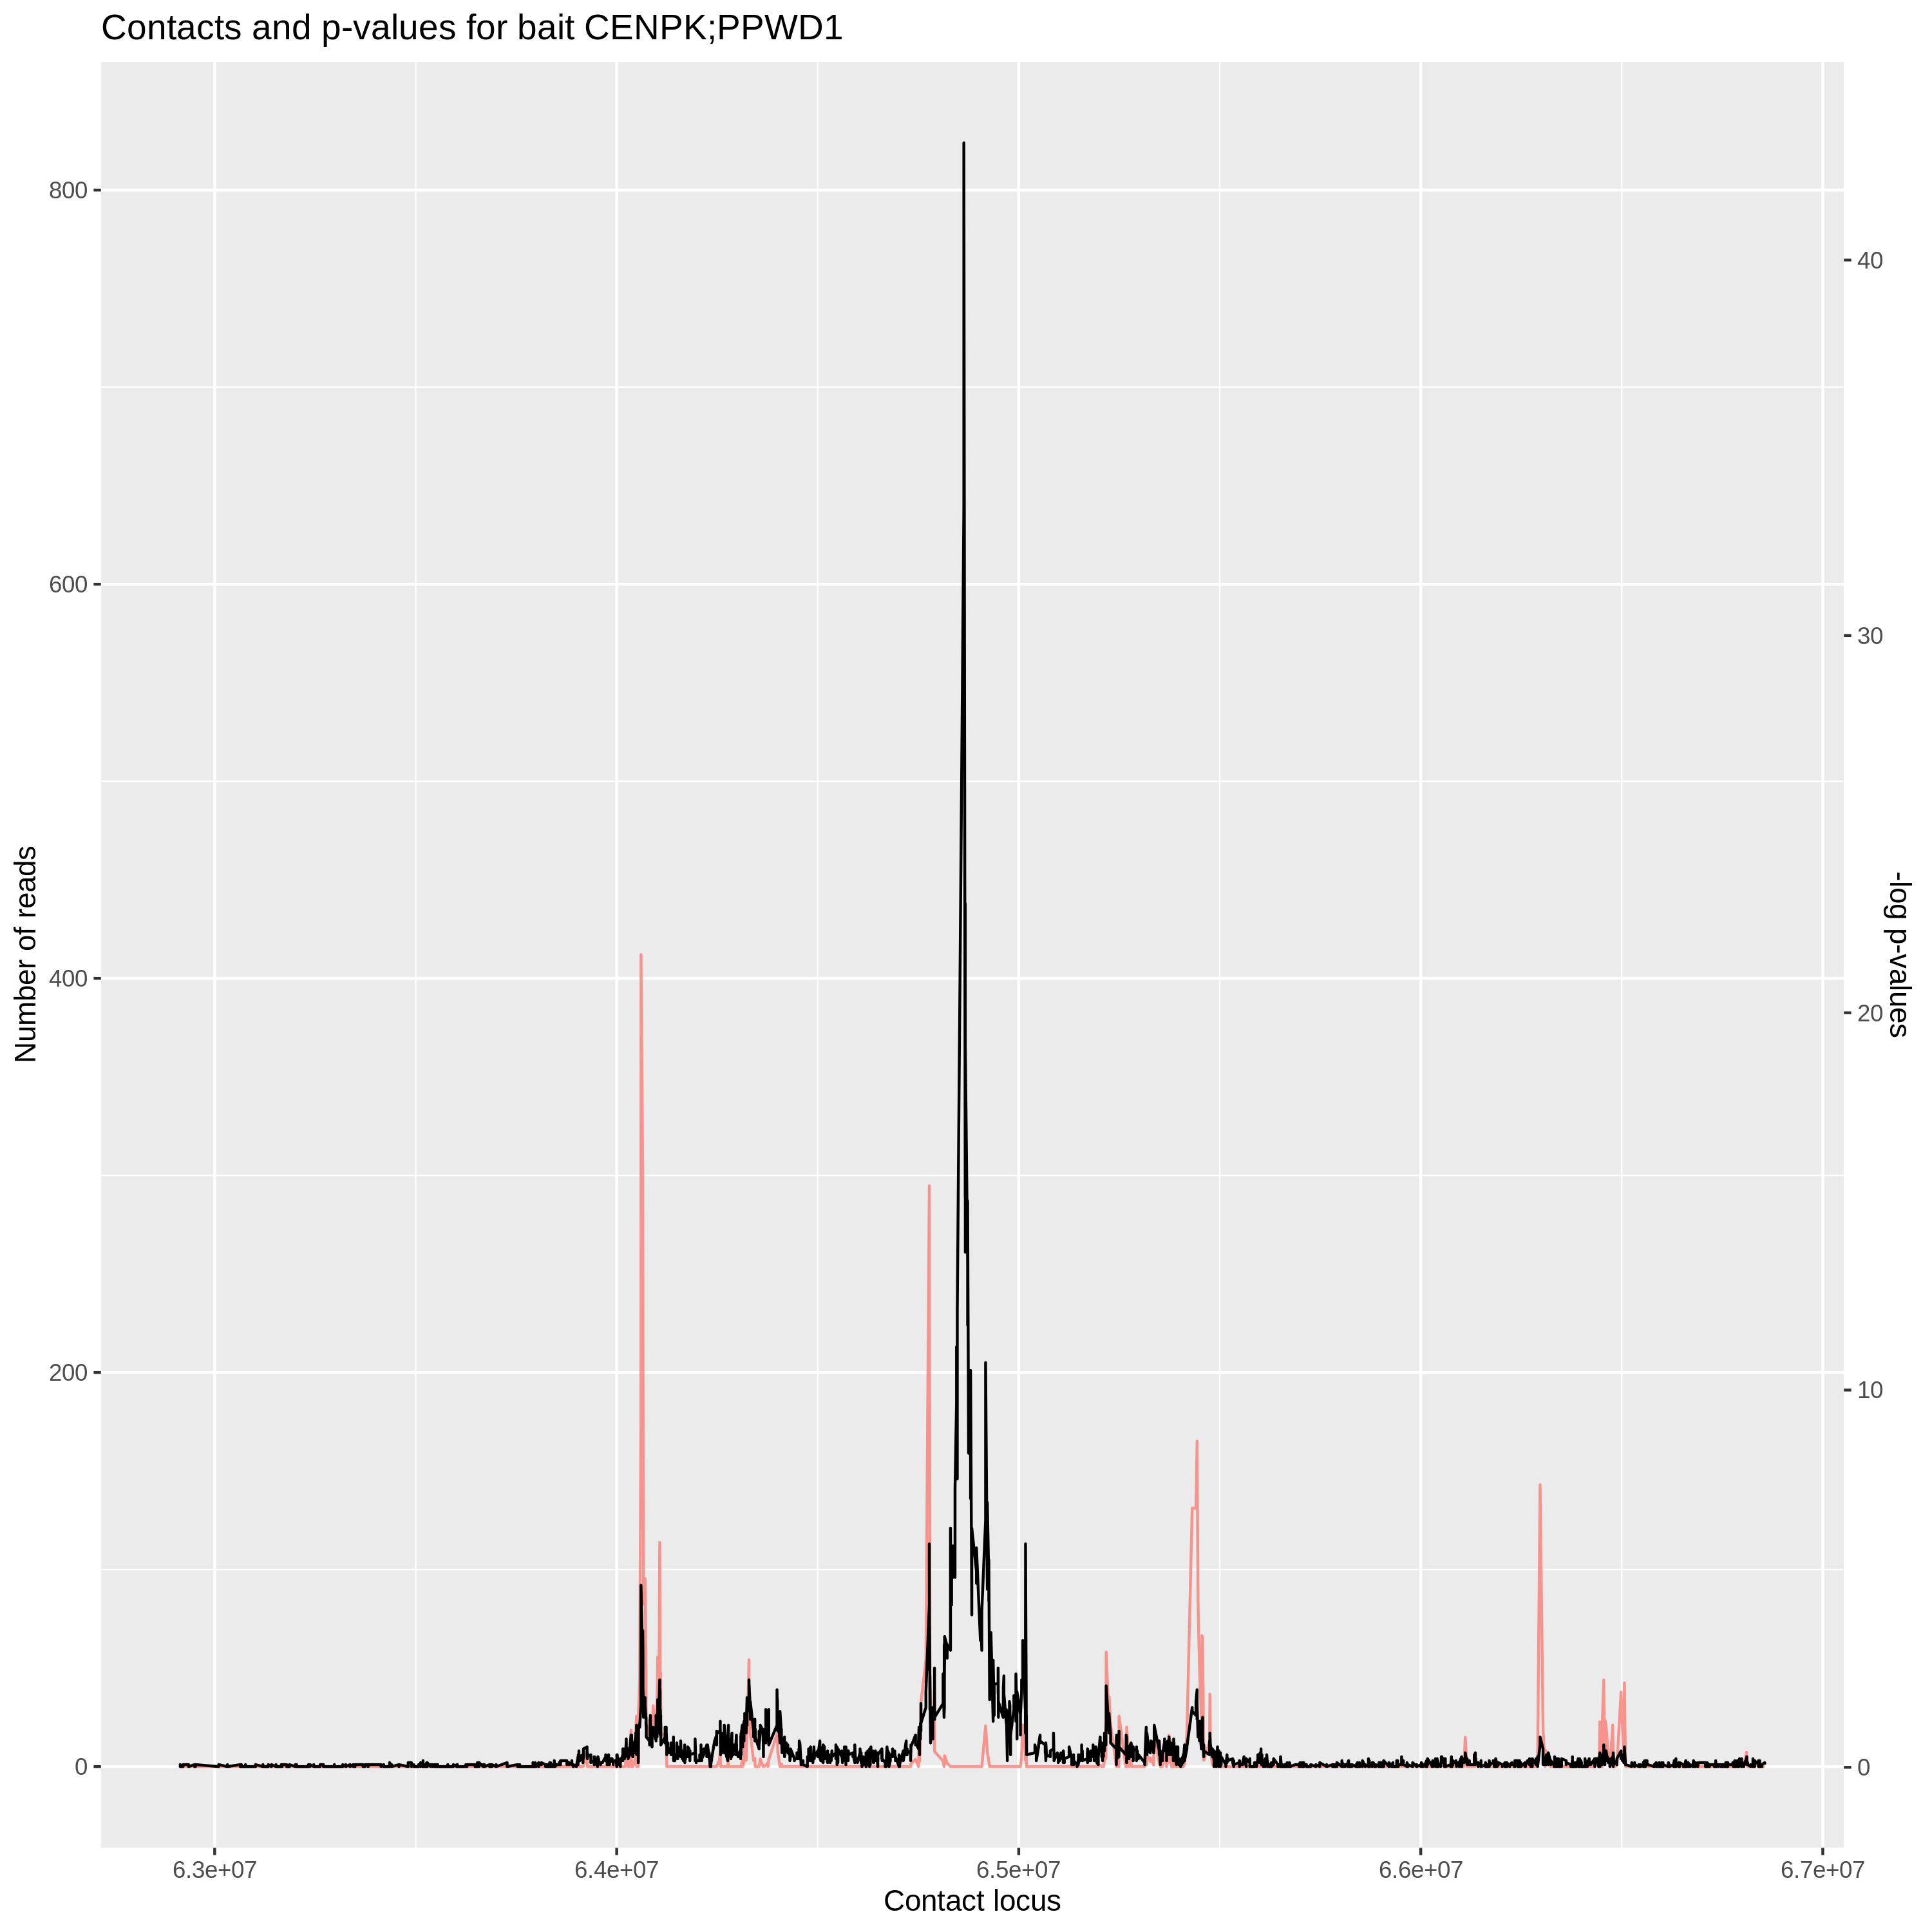 Contacts and p-values for bait CENPK;PPWD1
800
600
400
200
0
Number of reads
40
30
20
10
0
-log p-values
6.3e+07 6.4e+07 6.5e+07 6.6e+07 6.7e+07
Contact locus